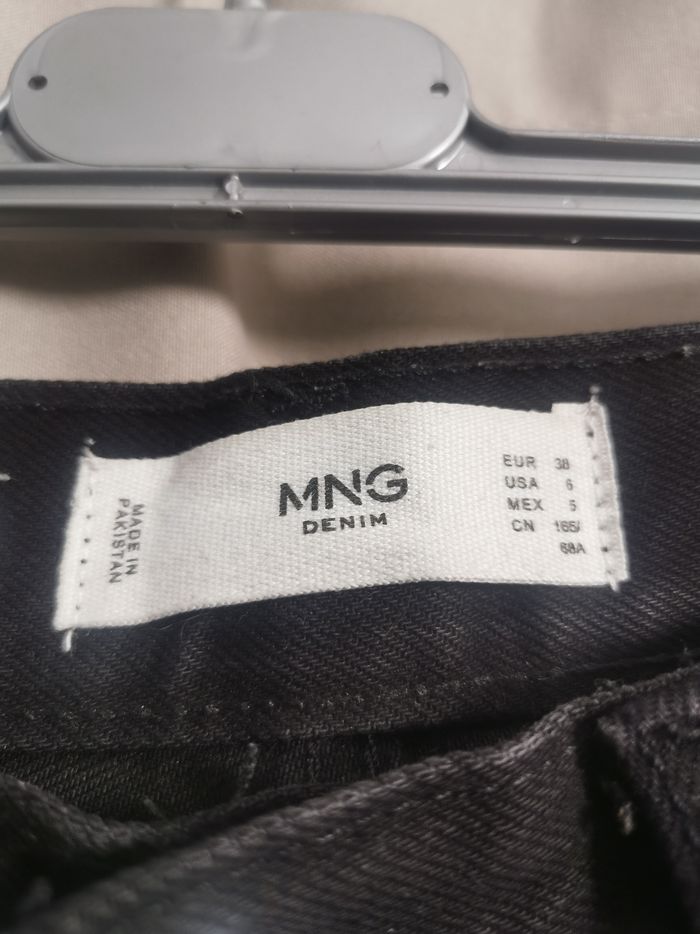 MADE IN
PAKISTAN
MNG
DENIM
EUR 38
USA 6
MEX 5
CN 165/
68A